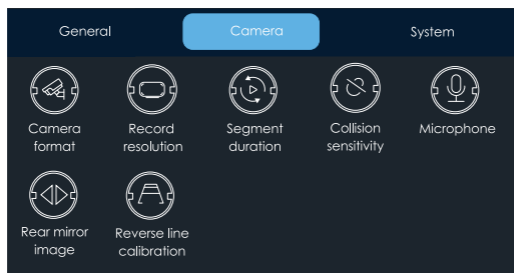 General Camera System
Camera format
Record resolution
Segment duration
Collision sensitivity
Microphone
Rear mirror image
Reverse line calibration